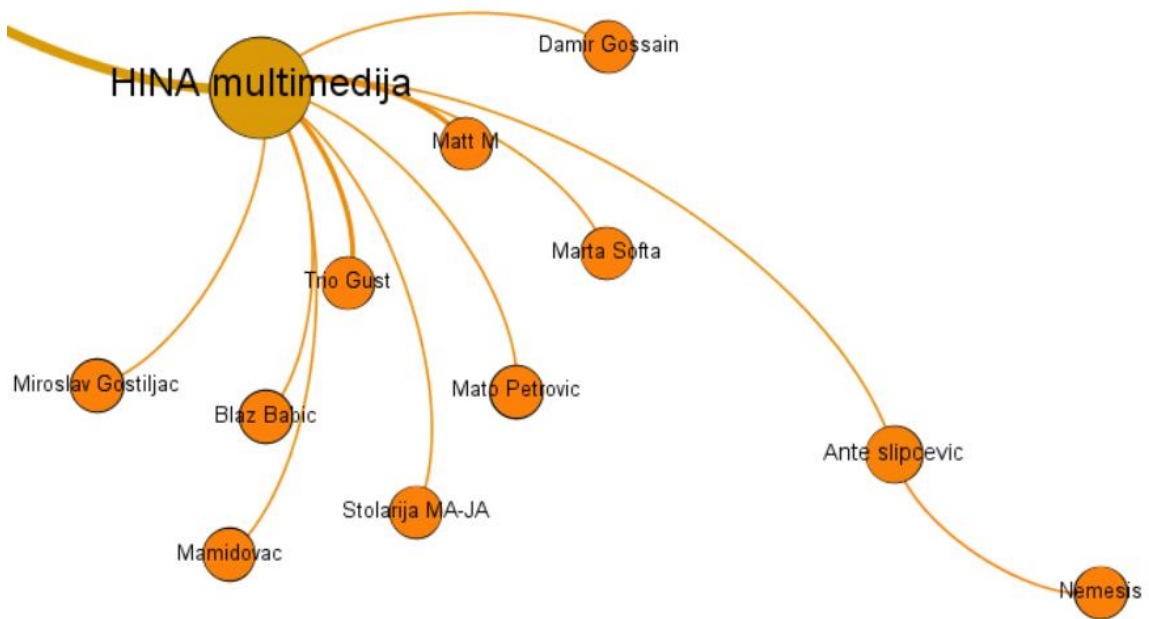 Damir Gossain
HINA multimedija
Matt M
Marta Softa
Trio Gust
Miroslav Gostiljac
Mato Petrovic
Blaz Babic
Ante slipcevic
Stolarija MA-JA
Mamidovac
Nemesis